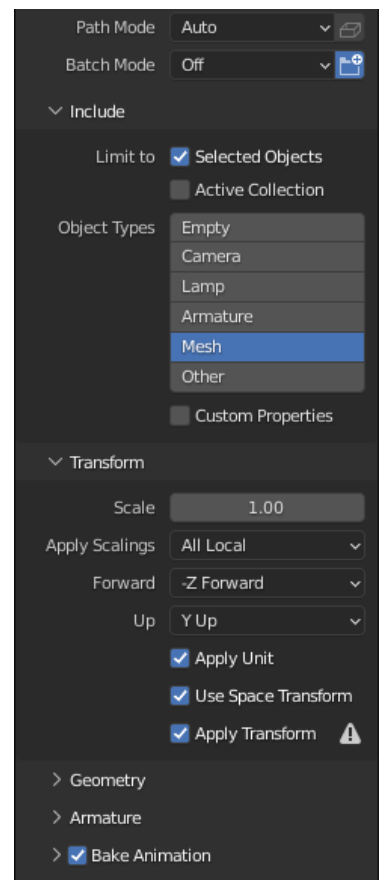 Path Mode Auto
Batch Mode Off
Include
Limit to Selected Objects
Active Collection
Object Types Empty
Camera
Lamp
Armature
Mesh
Other
Custom Properties
Transform
Scale 1.00
Apply Scalings All Local
Forward -Z Forward
Up Y Up
Apply Unit
Use Space Transform
Apply Transform
Geometry
Armature
Bake Animation